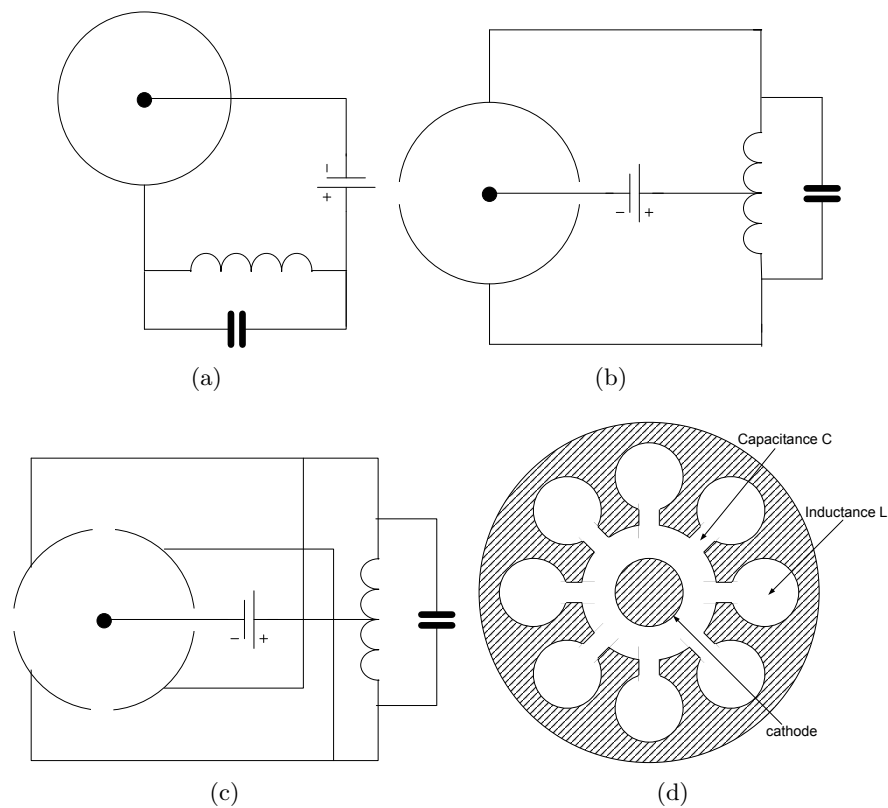 -
+
(a)
−
+
(b)
−
+
(c)
Capacitance C
Inductance L
cathode
(d)